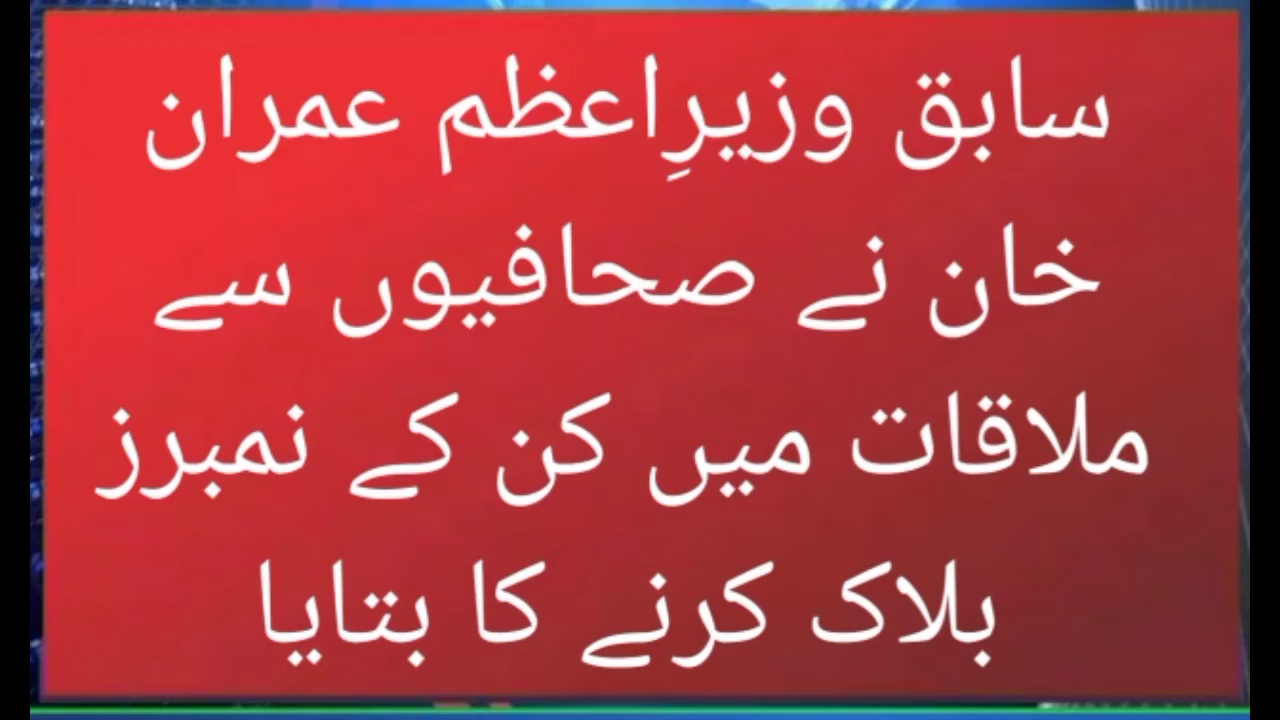 سابق وزیرِاعظم عمران
خان نے صحافیوں سے
ملاقات میں کن کے نمبرز
بلاک کرنے کا بتایا